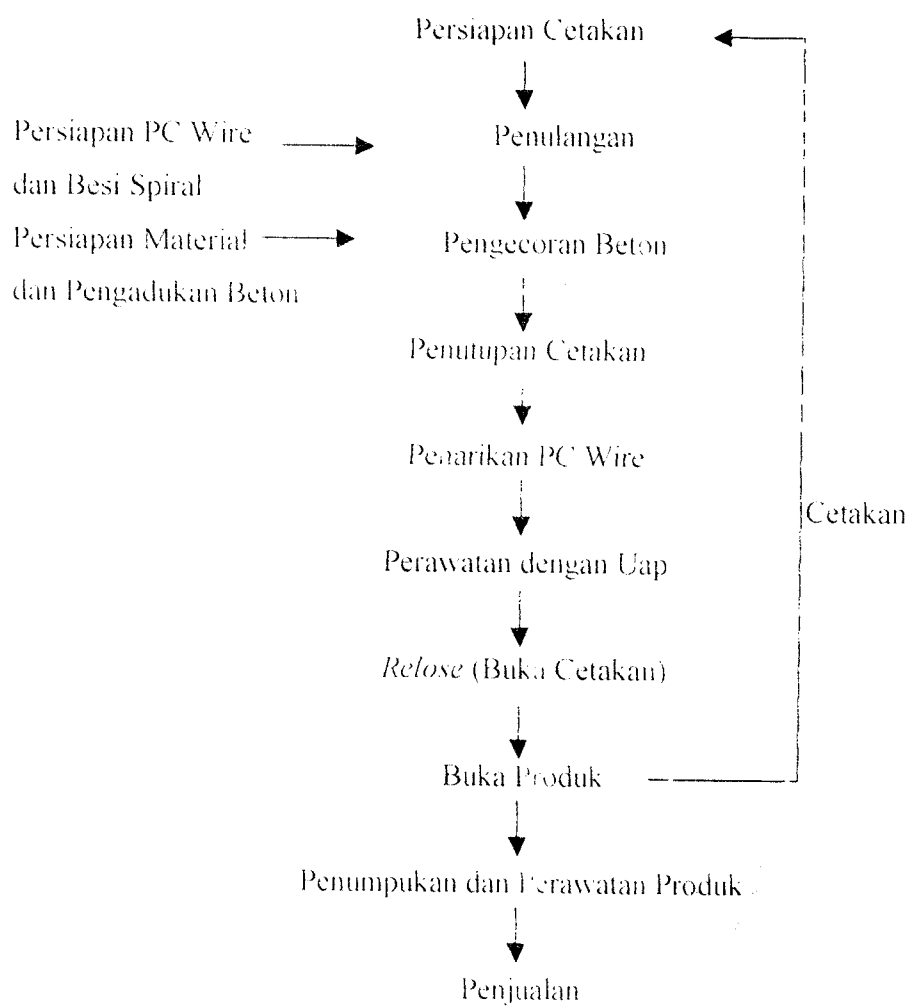 Persiapan Cetakan
Persiapan PC Wire
dan Besi Spiral
Penulangan
Persiapan Material
dan Pengadukan Beton
Pengecoran Beton
Penutupan Cetakan
Penarikan PC Wire
Cetakan
Perawatan dengan Uap
Relose (Buka Cetakan)
Buka Produk
Penumpukan dan Perawatan Produk
Penjualan